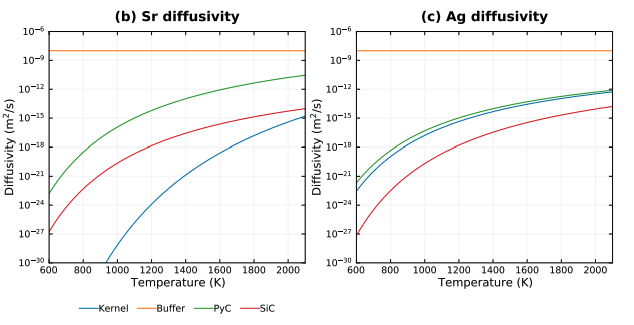 (b) Sr diffusivity
(c) Ag diffusivity
Diffusivity (m²/s)
10⁻⁶
10⁻⁹
10⁻¹²
10⁻¹⁵
10⁻¹⁸
10⁻²¹
10⁻²⁴
10⁻²⁷
10⁻³⁰
600 800 1000 1200 1400 1600 1800 2000
Temperature (K)
Diffusivity (m²/s)
10⁻⁶
10⁻⁹
10⁻¹²
10⁻¹⁵
10⁻¹⁸
10⁻²¹
10⁻²⁴
10⁻²⁷
10⁻³⁰
600 800 1000 1200 1400 1600 1800 2000
Temperature (K)
Kernel Buffer PyC SiC